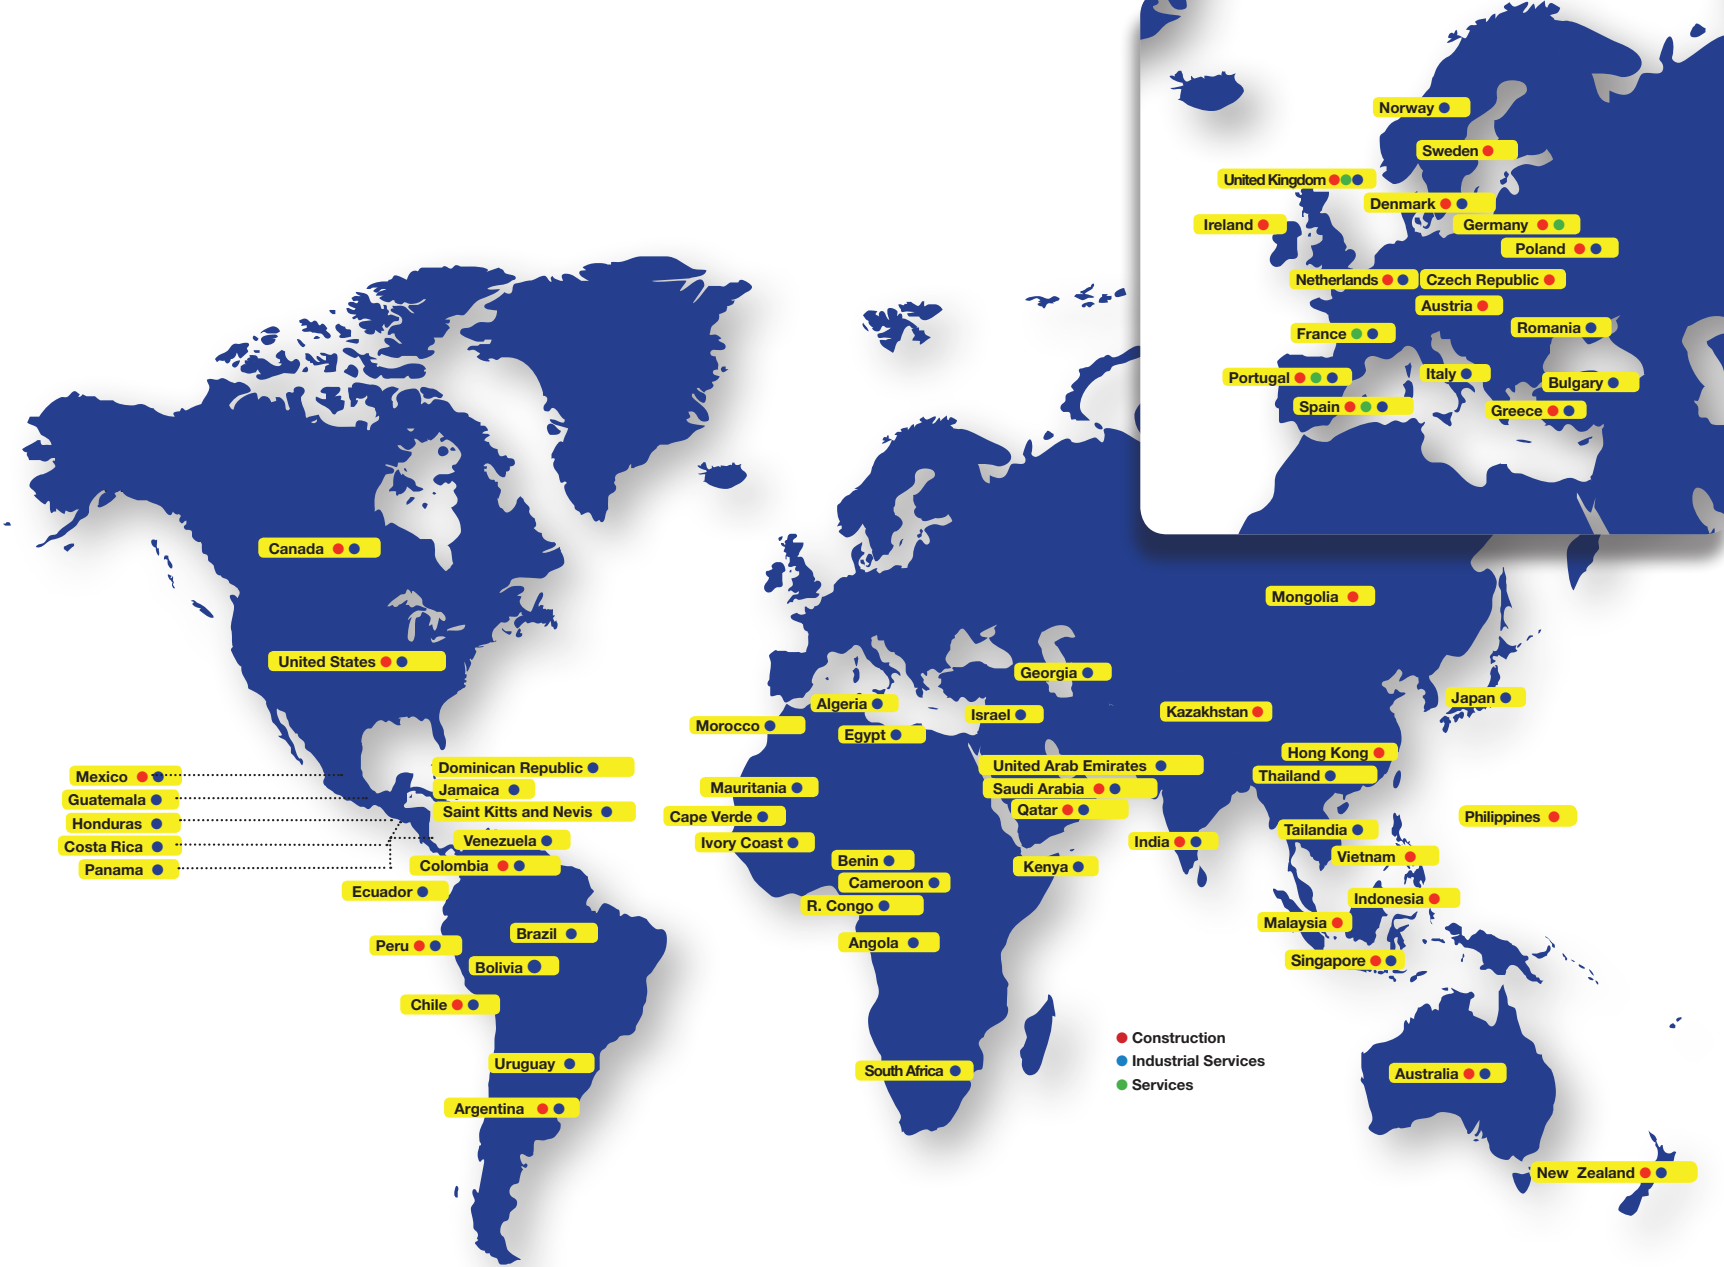 Norway
Sweden
United Kingdom
Denmark
Ireland
Germany
Poland
Netherlands
Czech Republic
Austria
Romania
France
Italy
Portugal
Bulgary
Spain
Greece
Canada
Mongolia
United States
Georgia
Japan
Algeria
Kazakhstan
Israel
Morocco
Egypt
Hong Kong
Dominican Republic
United Arab Emirates
Mexico
Thailand
Jamaica
Mauritania
Saudi Arabia
Guatemala
Saint Kitts and Nevis
Qatar
Cape Verde
Philippines
Honduras
Tailandia
Venezuela
Ivory Coast
India
Costa Rica
Vietnam
Benin
Colombia
Kenya
Panama
Cameroon
Ecuador
Indonesia
R. Congo
Malaysia
Brazil
Peru
Angola
Singapore
Bolivia
Chile
Construction
Industrial Services
Services
Uruguay
South Africa
Australia
Argentina
New Zealand